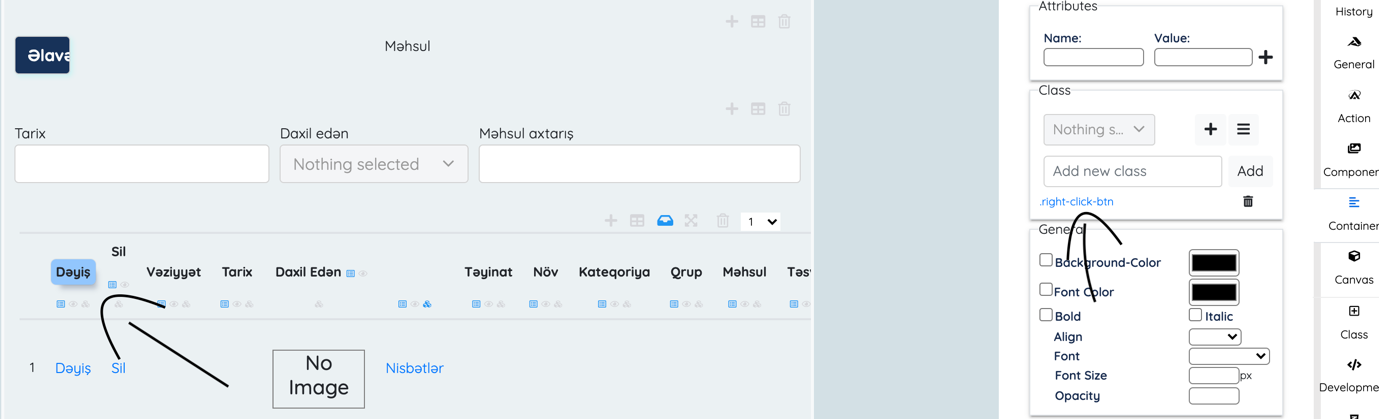 Əlavə
Məhsul
Tarix
Daxil edən
Məhsul axtarış
Nothing selected
1
Dəyiş
Sil
Vəziyyət
Tarix
Daxil Edən
Təyinat
Növ
Kateqoriya
Qrup
Məhsul
Təsv
1
Dəyiş
Sil
No
Image
Nisbətlər
Attributes
Name:
Value:
Class
Nothing s...
Add new class
Add
.right-click-btn
General
Background-Color
Font Color
Bold
Italic
Align
Font
Font Size
px
Opacity
History
General
Action
Componen
Container
Canvas
Class
Developme